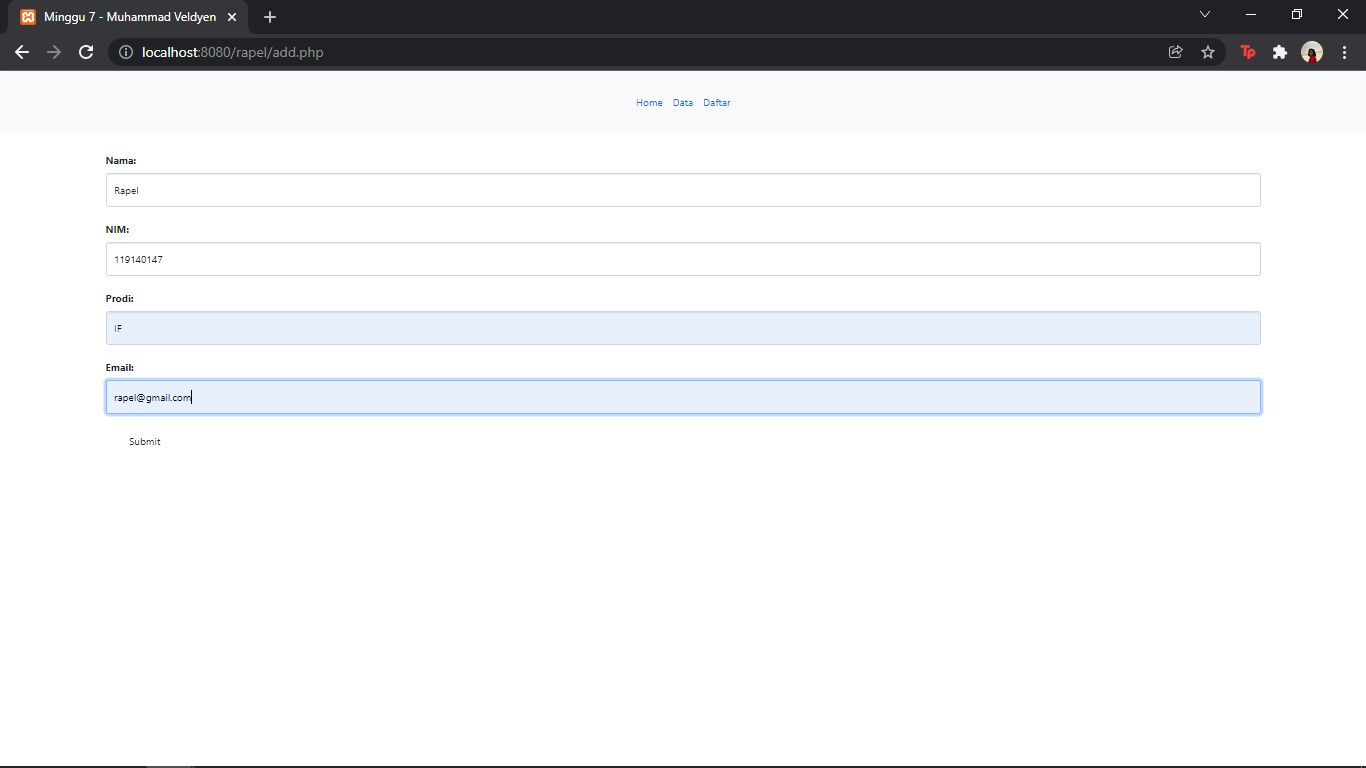 Minggu 7 - Muhammad Veldyen
localhost:8080/rapel/add.php
Tp
Home Data Daftar
Nama:
Rapel
NIM:
119140147
Prodi:
IF
Email:
rapel@gmail.com
Submit